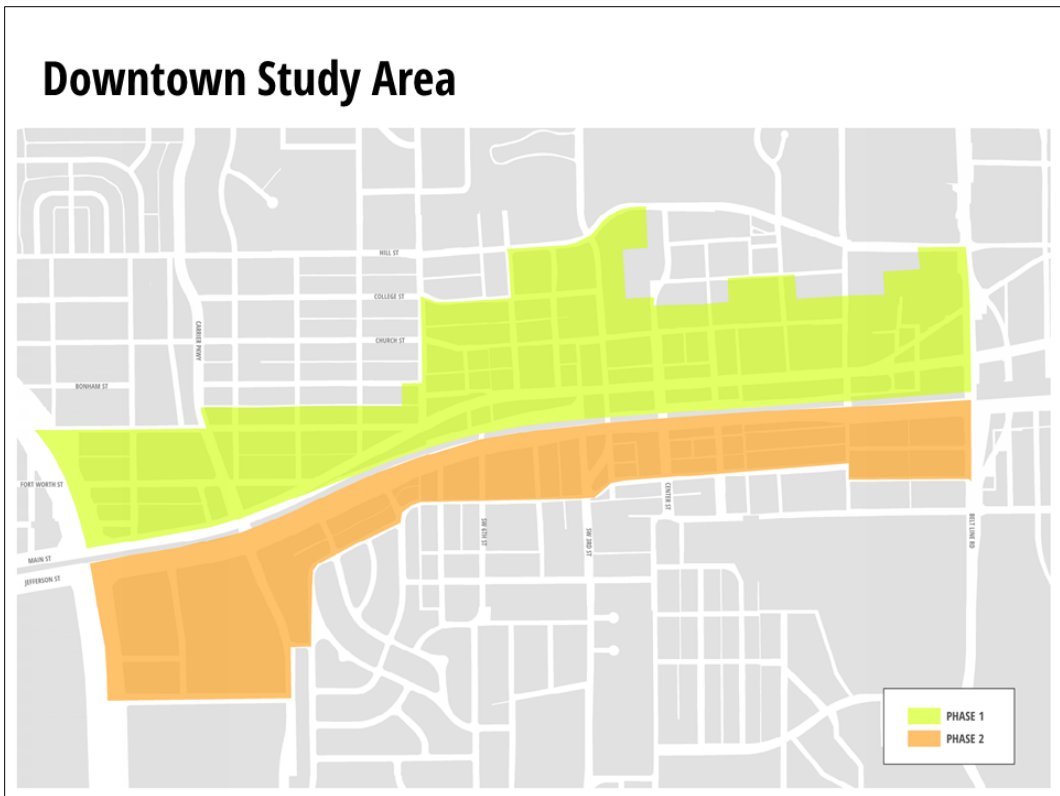 Downtown Study Area
HILL ST
COLLEGE ST
CARRIER PKWY
CHURCH ST
BONHAM ST
FORT WORTH ST
CENTER ST
SW 6TH ST
SW 3RD ST
BELT LINE RD
MAIN ST
JEFFERSON ST
PHASE 1
PHASE 2